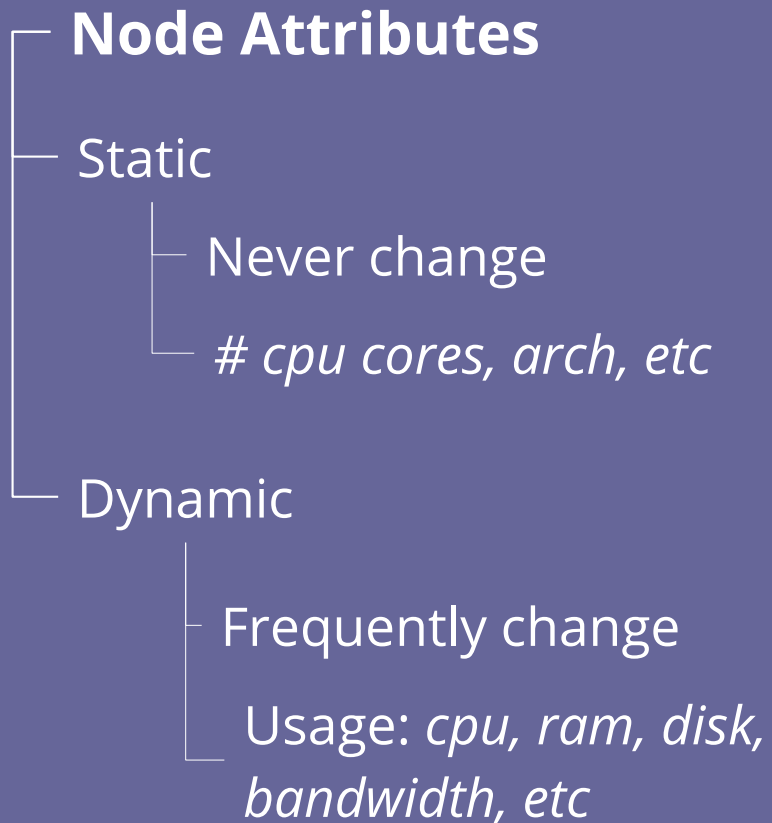 Node Attributes
Static
Never change
# cpu cores, arch, etc
Dynamic
Frequently change
Usage: cpu, ram, disk,
bandwidth, etc